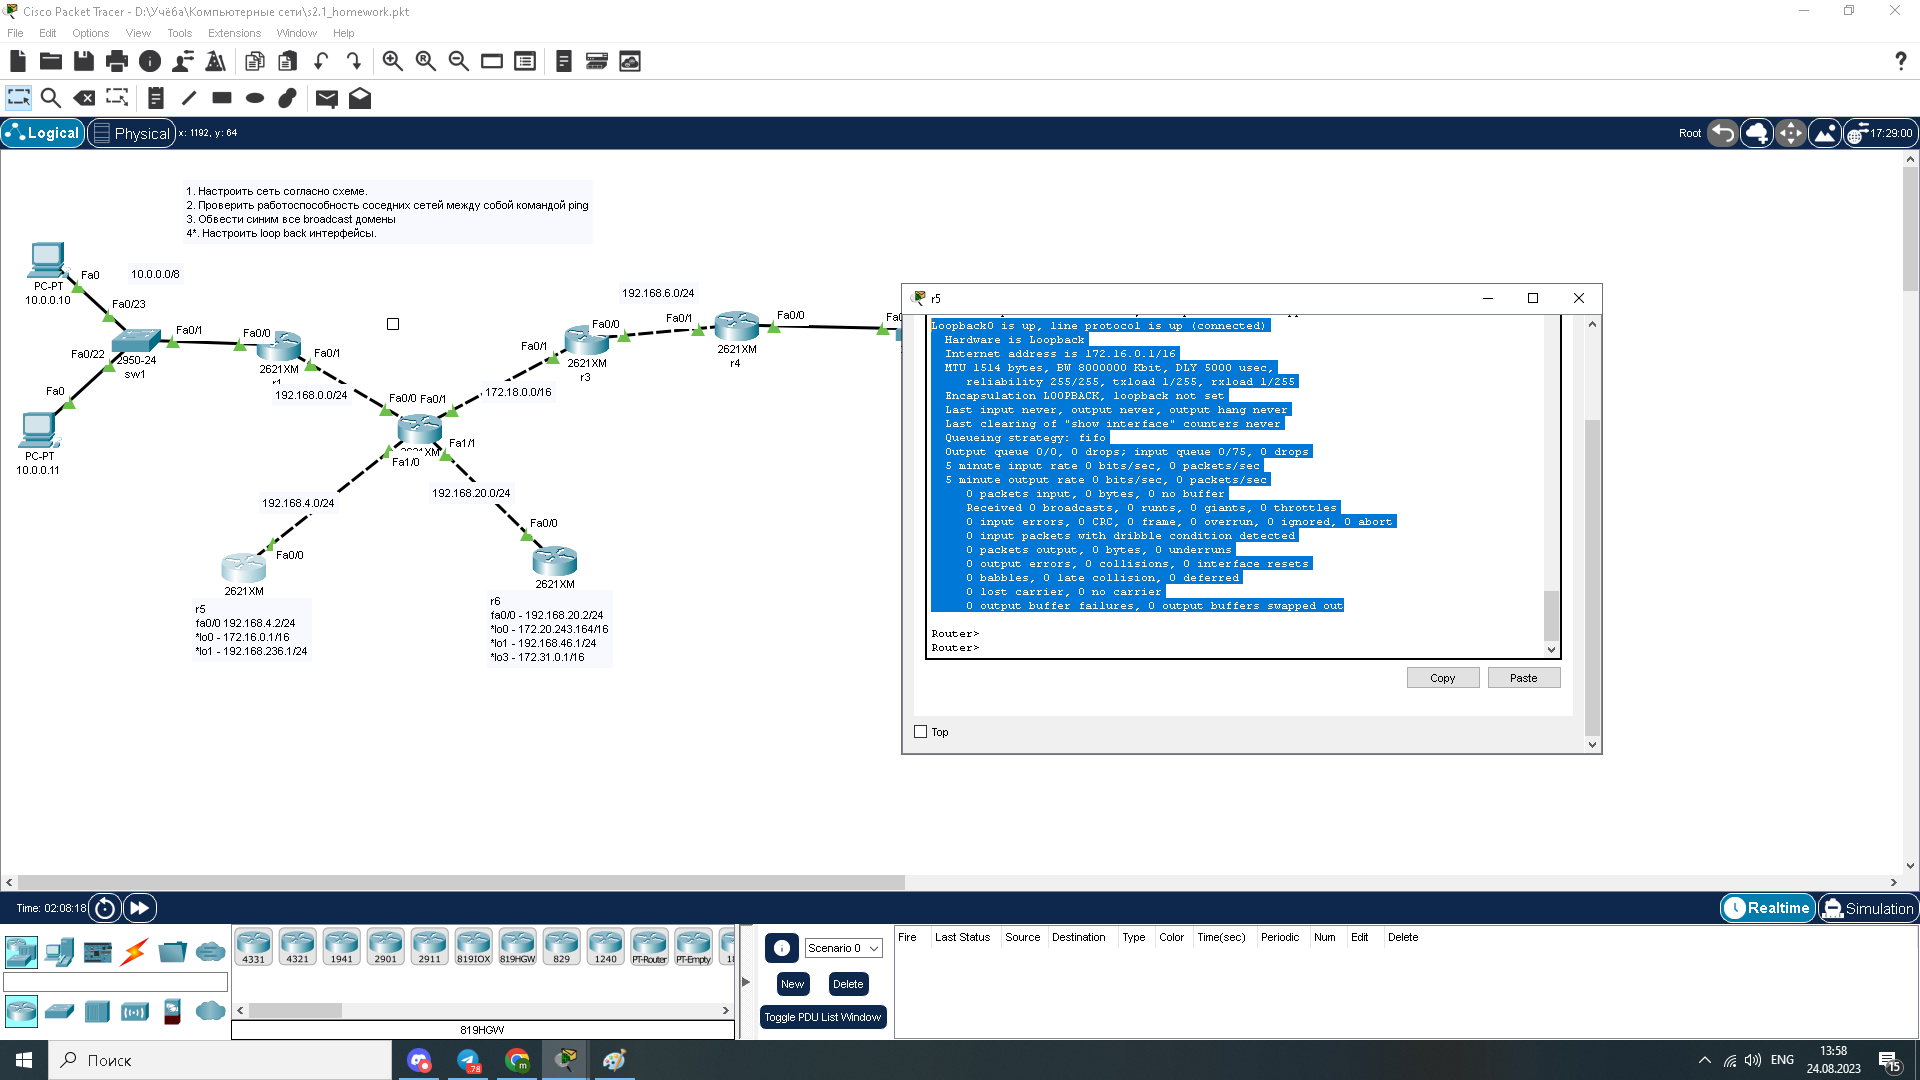 Cisco Packet Tracer - D:\Учёба\Компьютерные сети\s2.1_homework.pkt
File Edit Options View Tools Extensions Window Help
Logical Physical x: 1192, y: 64 Root 17:29:00
1. Настроить сеть согласно схеме.
2. Проверить работоспособность соседних сетей между собой командой ping
3. Обвести синим все broadcast домены
4*. Настроить loop back интерфейсы.
Fa0
10.0.0.0/8
PC-PT
10.0.0.10
Fa0/23
Fa0/1
Fa0/0
Fa0/22
2950-24
sw1
2621XM
Fa0/1
192.168.0.0/24
Fa0
PC-PT
10.0.0.11
192.168.6.0/24
Fa0/0
Fa0/1
Fa0/0
Fa0/1
2621XM
r3
2621XM
r4
172.18.0.0/16
Fa0/0 Fa0/1
Fa1/1
Fa1/0
192.168.4.0/24
192.168.20.0/24
Fa0/0
Fa0/0
2621XM
2621XM
r5
fa0/0 192.168.4.2/24
*lo0 - 172.16.0.1/16
*lo1 - 192.168.236.1/24
r6
fa0/0 - 192.168.20.2/24
*lo0 - 172.20.243.164/16
*lo1 - 192.168.46.1/24
*lo3 - 172.31.0.1/16
r5
Loopback0 is up, line protocol is up (connected)
Hardware is Loopback
Internet address is 172.16.0.1/16
MTU 1514 bytes, BW 8000000 Kbit, DLY 5000 usec,
reliability 255/255, txload 1/255, rxload 1/255
Encapsulation LOOPBACK, loopback not set
Last input never, output never, output hang never
Last clearing of "show interface" counters never
Queueing strategy: fifo
Output queue 0/0, 0 drops; input queue 0/75, 0 drops
5 minute input rate 0 bits/sec, 0 packets/sec
5 minute output rate 0 bits/sec, 0 packets/sec
0 packets input, 0 bytes, 0 no buffer
Received 0 broadcasts, 0 runts, 0 giants, 0 throttles
0 input errors, 0 CRC, 0 frame, 0 overrun, 0 ignored, 0 abort
0 input packets with dribble condition detected
0 packets output, 0 bytes, 0 underruns
0 output errors, 0 collisions, 0 interface resets
0 babbles, 0 late collision, 0 deferred
0 lost carrier, 0 no carrier
0 output buffer failures, 0 output buffers swapped out
Router>
Router>
Copy Paste
Top
Time: 02:08:18 Realtime Simulation
4331 4321 1941 2901 2911 819IOX 819HGW 829 1240 PT-Router PT-Empty
819HGW
Scenario 0
New Delete
Toggle PDU List Window
Fire Last Status Source Destination Type Color Time(sec) Periodic Num Edit Delete
Поиск
78
ENG
13:58
24.08.2023
15